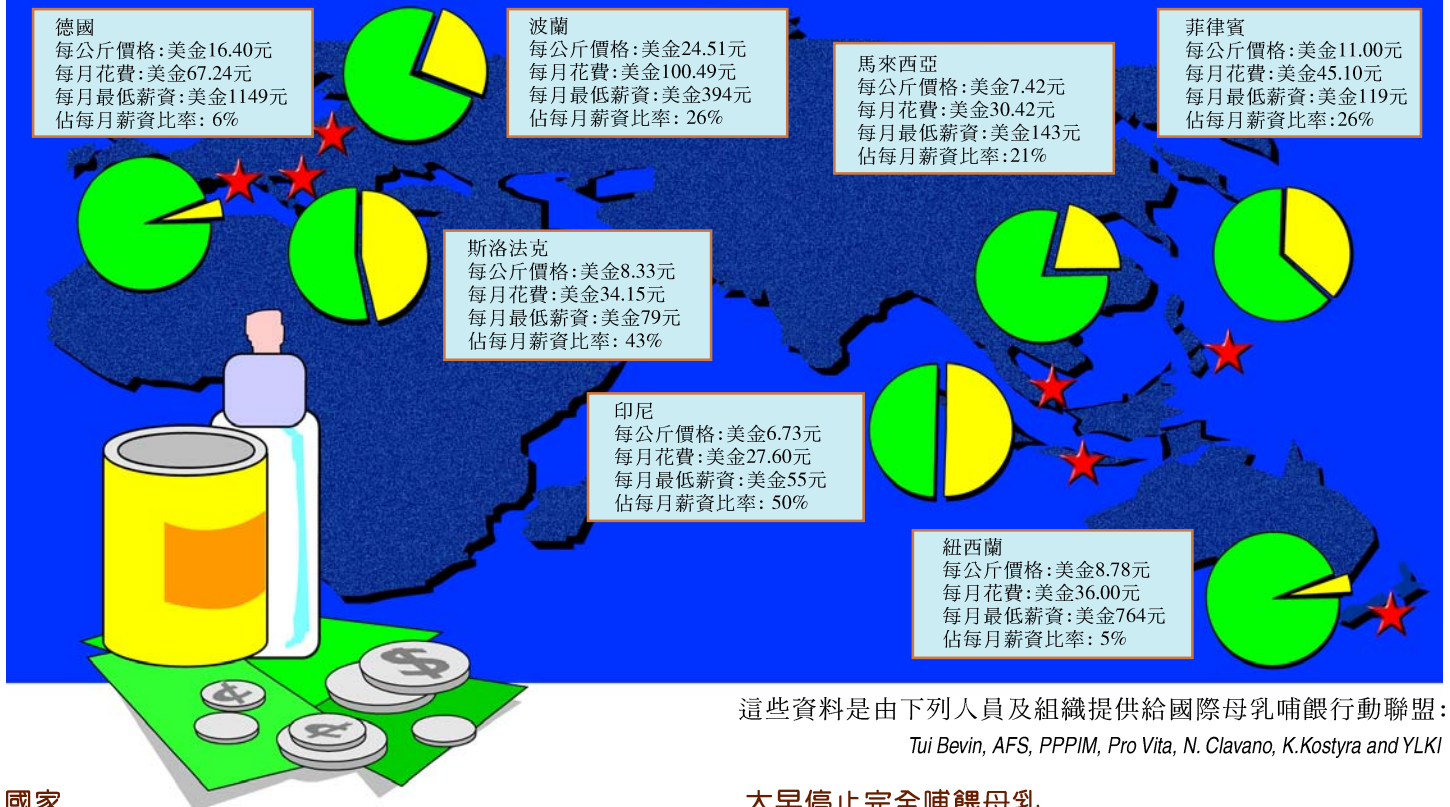 德國
每公斤價格:美金16.40元
每月花費:美金67.24元
每月最低薪資:美金1149元
佔每月薪資比率: 6%
波蘭
每公斤價格:美金24.51元
每月花費:美金100.49元
每月最低薪資:美金394元
佔每月薪資比率: 26%
馬來西亞
每公斤價格:美金7.42元
每月花費:美金30.42元
每月最低薪資:美金143元
佔每月薪資比率:21%
菲律賓
每公斤價格:美金11.00元
每月花費:美金45.10元
每月最低薪資:美金119元
佔每月薪資比率:26%
斯洛法克
每公斤價格:美金8.33元
每月花費:美金34.15元
每月最低薪資:美金79元
佔每月薪資比率: 43%
印尼
每公斤價格:美金6.73元
每月花費:美金27.60元
每月最低薪資:美金55元
佔每月薪資比率: 50%
紐西蘭
每公斤價格:美金8.78元
每月花費:美金36.00元
每月最低薪資:美金764元
佔每月薪資比率: 5%
這些資料是由下列人員及組織提供給國際母乳哺餵行動聯盟:
Tui Bevin, AFS, PPPIM, Pro Vita, N. Clavano, K.Kostyra and YLKI
國家
太早停止完全哺餵母乳